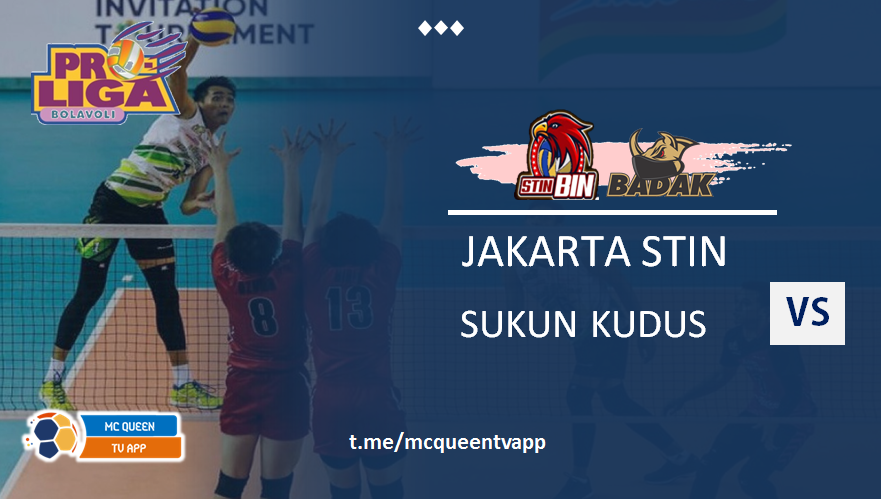 INVITATION
TOURNAMENT
PRO-
LIGA
BOLAVOLI
STIN BIN
BADAK
JAKARTA STIN
SUKUN KUDUS
VS
8
13
MC QUEEN
TV APP
t.me/mcqueentvapp